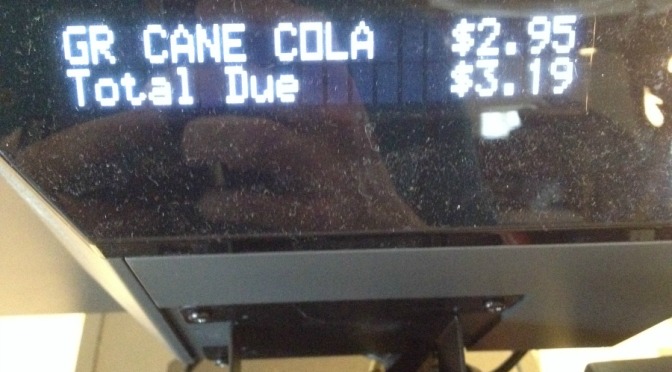 GR CANE COLA $2.95
Total Due $3.19